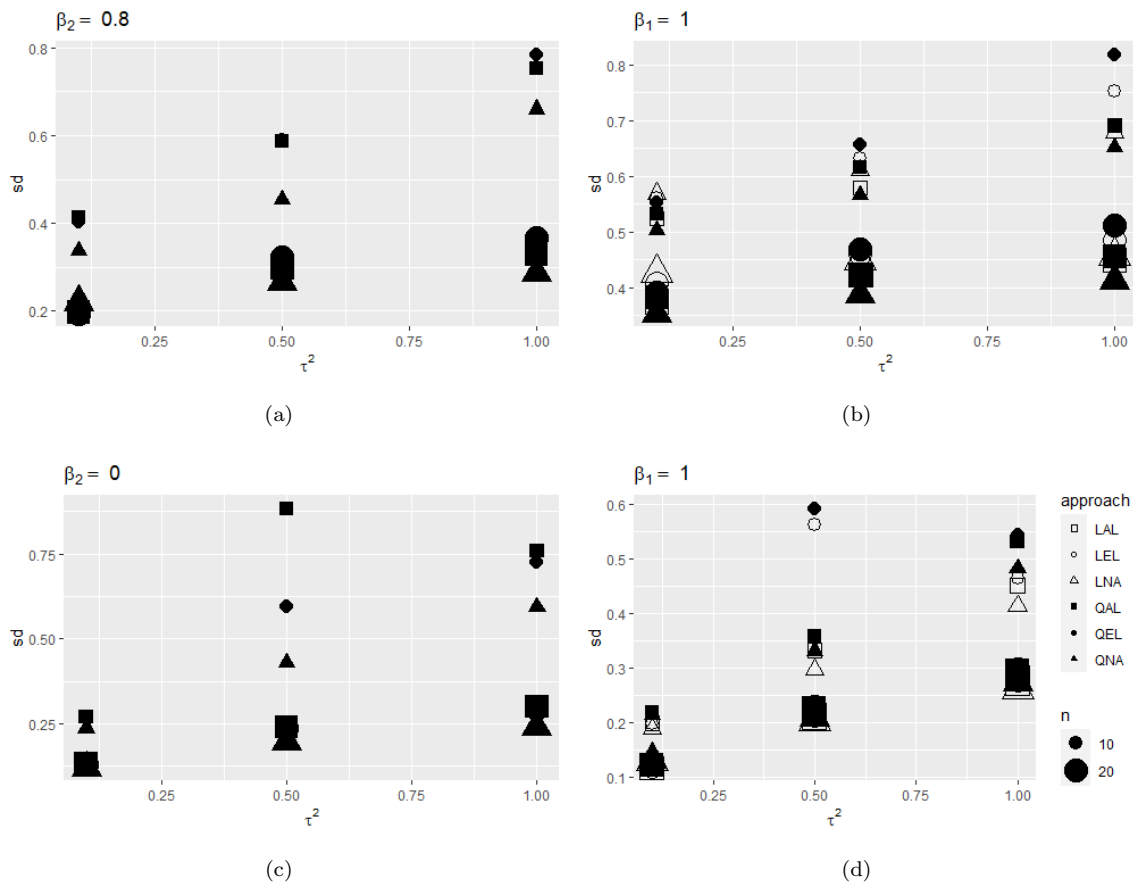 β₂ = 0.8
0.8
0.6
0.4
0.2
sd
0.25
0.50
0.75
1.00
τ²
(a)
β₁ = 1
0.8
0.7
0.6
0.5
0.4
sd
0.25
0.50
0.75
1.00
τ²
(b)
β₂ = 0
0.75
0.50
0.25
sd
0.25
0.50
0.75
1.00
τ²
(c)
β₁ = 1
0.6
0.5
0.4
0.3
0.2
0.1
sd
0.25
0.50
0.75
1.00
τ²
(d)
approach
LAL
LEL
LNA
QAL
QEL
QNA
n
10
20